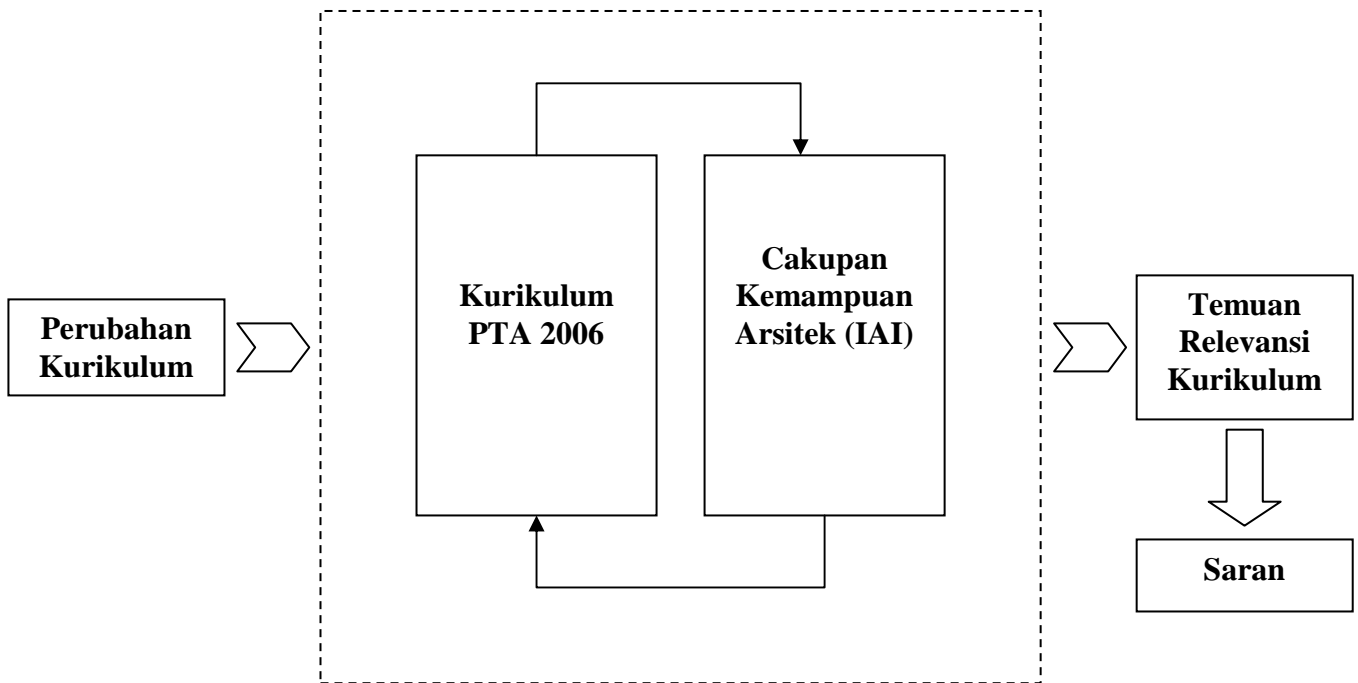 Perubahan
Kurikulum
Kurikulum
PTA 2006
Cakupan
Kemampuan
Arsitek (IAI)
Temuan
Relevansi
Kurikulum
Saran